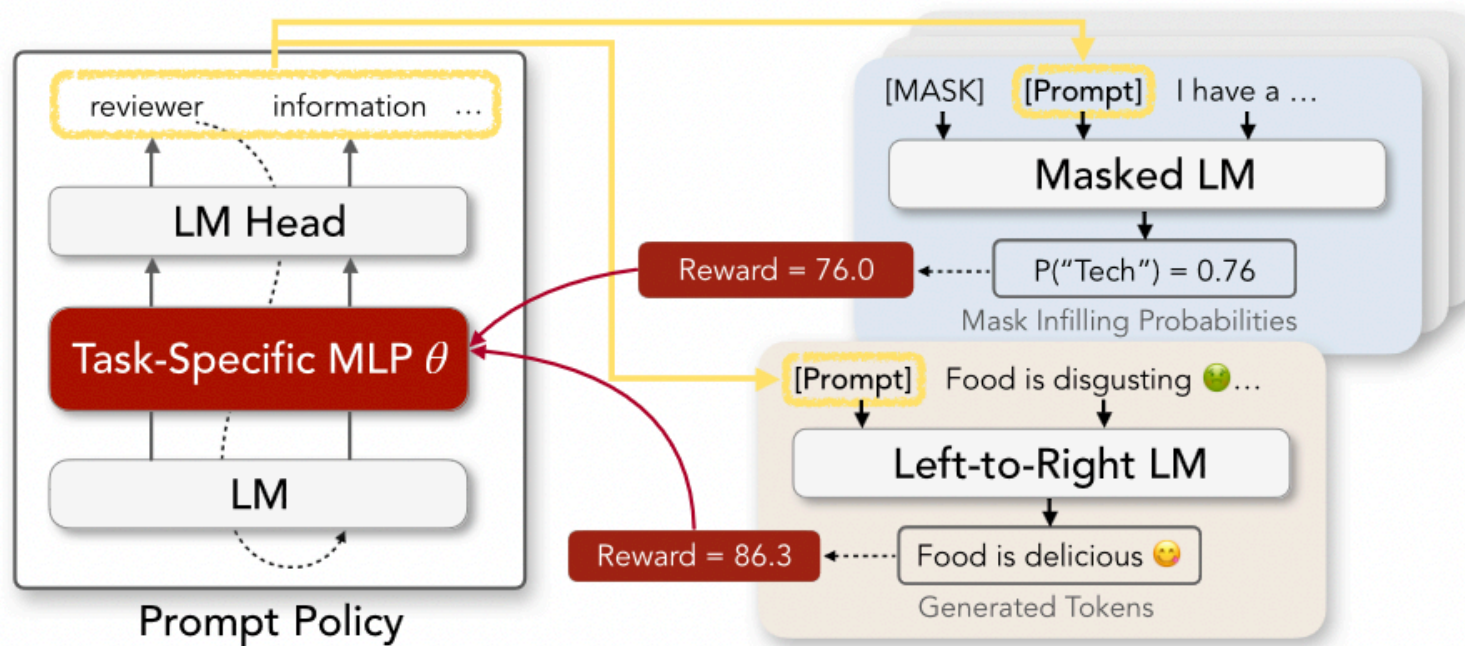 reviewer information ...
LM Head
Task-Specific MLP θ
LM
Prompt Policy
[MASK] [Prompt] I have a ...
Masked LM
P(“Tech”) = 0.76
Mask Infilling Probabilities
Reward = 76.0
[Prompt] Food is disgusting 🤢...
Left-to-Right LM
Food is delicious 😋
Generated Tokens
Reward = 86.3